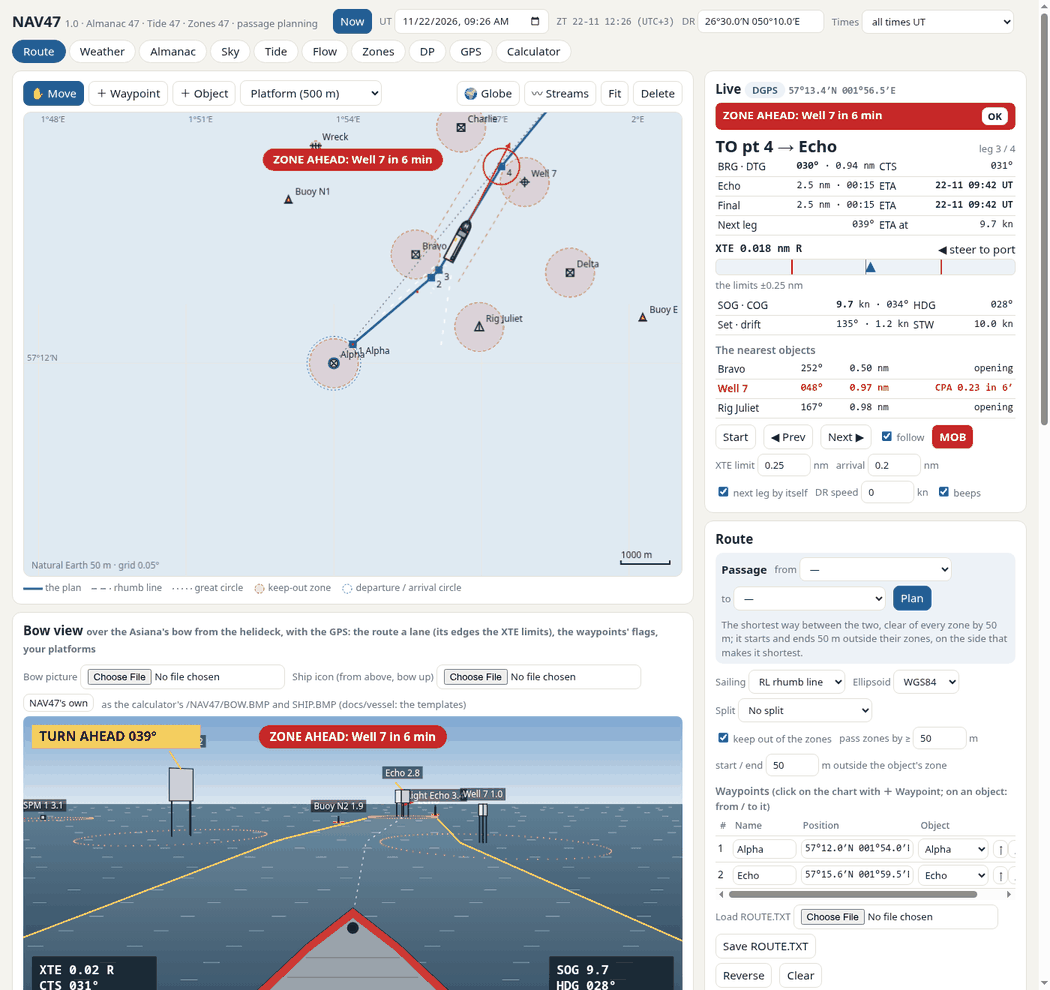 NAV47 1.0 · Almanac 47 · Tide 47 · Zones 47 · passage planning Now UT 11/22/2026, 09:26 AM ZT 22-11 12:26 (UTC+3) DR 26°30.0′N 050°10.0′E Times all times UT
Route Weather Almanac Sky Tide Flow Zones DP GPS Calculator
✋ Move + Waypoint + Object Platform (500 m) 🌍 Globe 〰 Streams Fit Delete
1°48′E 1°51′E 1°54′E 2°E
Charlie
Wreck
ZONE AHEAD: Well 7 in 6 min
4
Well 7
Buoy N1
Bravo
Delta
3
2
Buoy E
Rig Juliet
57°12′N
1 Alpha
Alpha
1000 m
Natural Earth 50 m · grid 0.05°
the plan rhumb line great circle keep-out zone departure / arrival circle
Bow view over the Asiana's bow from the helideck, with the GPS: the route a lane (its edges the XTE limits), the waypoints' flags,
your platforms
Bow picture Choose File No file chosen Ship icon (from above, bow up) Choose File No file chosen
NAV47's own as the calculator's /NAV47/BOW.BMP and SHIP.BMP (docs/vessel: the templates)
TURN AHEAD 039°
ZONE AHEAD: Well 7 in 6 min
Echo 2.8
SPM 1 3.1
Buoy N2 1.9
Well 7 1.0
XTE 0.02 R
CTS 031°
SOG 9.7
HDG 028°
Live DGPS 57°13.4′N 001°56.5′E
ZONE AHEAD: Well 7 in 6 min OK
TO pt 4 → Echo leg 3 / 4
BRG · DTG 030° · 0.94 nm CTS 031°
Echo 2.5 nm · 00:15 ETA 22-11 09:42 UT
Final 2.5 nm · 00:15 ETA 22-11 09:42 UT
Next leg 039° ETA at 9.7 kn
XTE 0.018 nm R ◀ steer to port
the limits ±0.25 nm
SOG · COG 9.7 kn · 034° HDG 028°
Set · drift 135° · 1.2 kn STW 10.0 kn
The nearest objects
Bravo 252° 0.50 nm opening
Well 7 048° 0.97 nm CPA 0.23 in 6′
Rig Juliet 167° 0.98 nm opening
Start ◀ Prev Next ▶ follow MOB
XTE limit 0.25 nm arrival 0.2 nm
next leg by itself DR speed 0 kn beeps
Route
Passage from —
to — Plan
The shortest way between the two, clear of every zone by 50
m; it starts and ends 50 m outside their zones, on the side that
makes it shortest.
Sailing RL rhumb line Ellipsoid WGS84
Split No split
keep out of the zones pass zones by ≥ 50 m
start / end 50 m outside the object's zone
Waypoints (click on the chart with + Waypoint; on an object:
from / to it)
# Name Position Object
1 Alpha 57°12.0′N 001°54.0′ Alpha ↑
2 Echo 57°15.6′N 001°59.5′ Echo ↑
Load ROUTE.TXT Choose File No file chosen
Save ROUTE.TXT
Reverse Clear